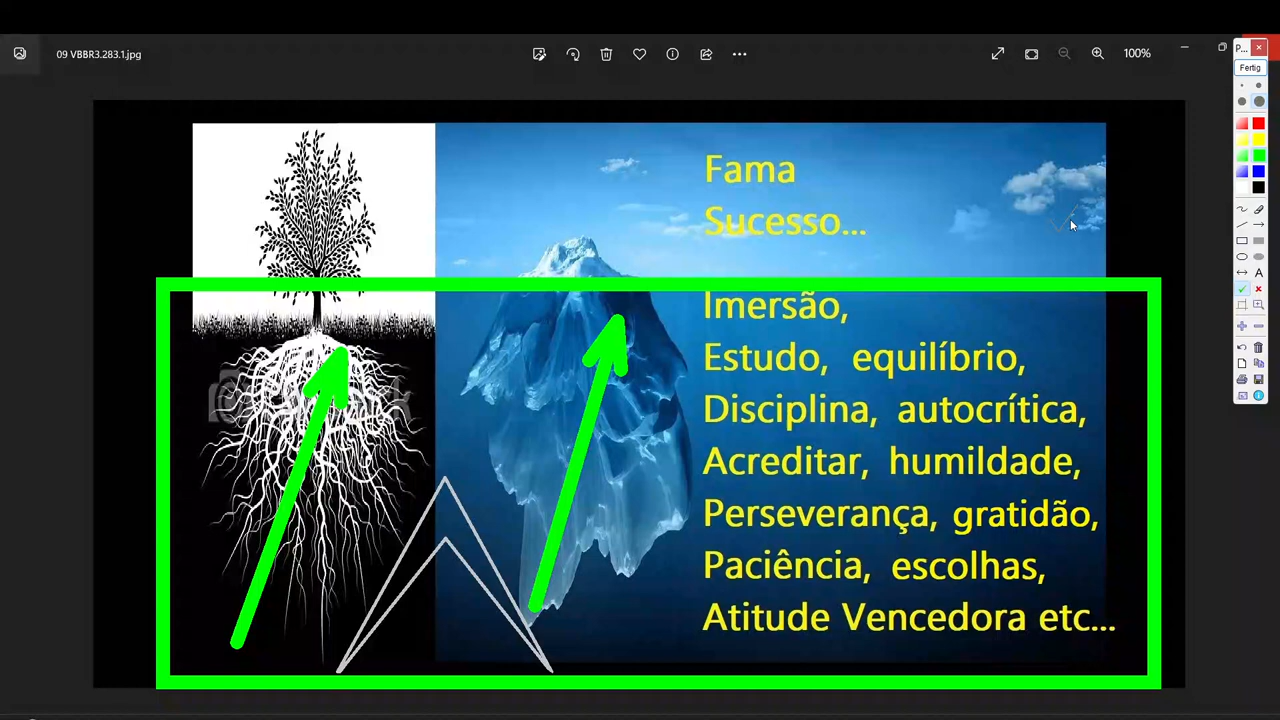 09 VBBR3.283.1.jpg
100%
P...
Fertig
A
Fama
Sucesso...
Imersão,
Estudo, equilíbrio,
Disciplina, autocrítica,
Acreditar, humildade,
Perseverança, gratidão,
Paciência, escolhas,
Atitude Vencedora etc...